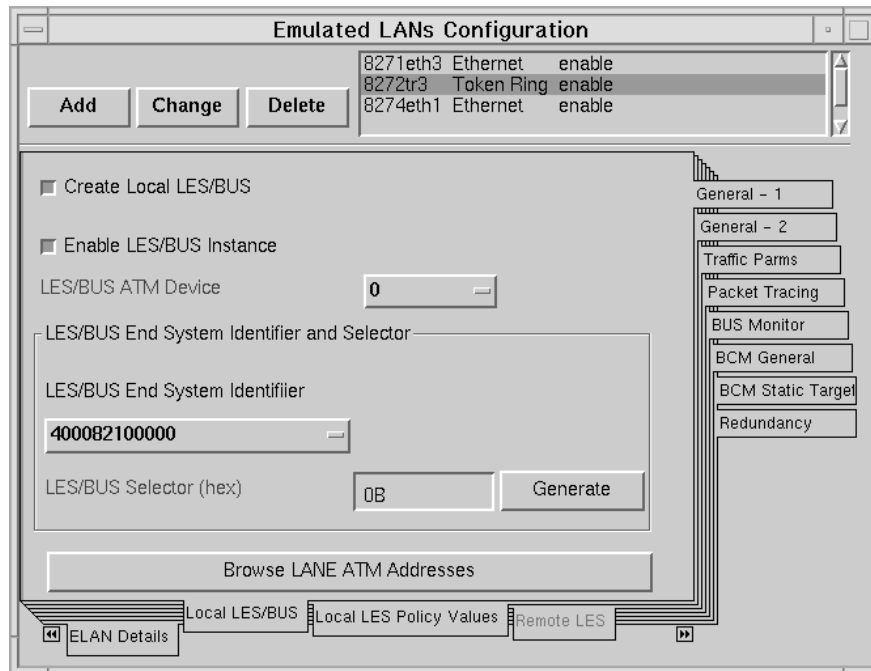 Emulated LANs Configuration
8271eth3 Ethernet enable
8272tr3 Token Ring enable
8274eth1 Ethernet enable
Add Change Delete
Create Local LES/BUS
Enable LES/BUS Instance
LES/BUS ATM Device 0
LES/BUS End System Identifier and Selector
LES/BUS End System Identifiier
400082100000
LES/BUS Selector (hex) 0B Generate
Browse LANE ATM Addresses
General - 1
General - 2
Traffic Parms
Packet Tracing
BUS Monitor
BCM General
BCM Static Target
Redundancy
ELAN Details Local LES/BUS Local LES Policy Values Remote LES